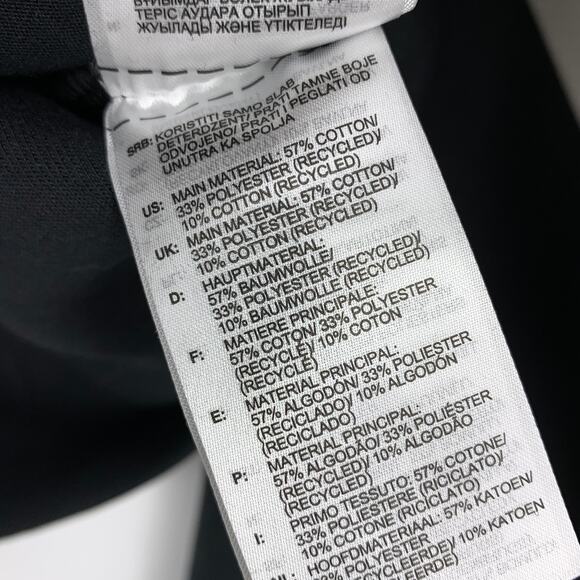 ТЕРІС АУДАРА ОТЫРЫП
ЖУЫЛАДЫ ЖӘНЕ ҮТІКТЕЛЕДІ
SRB: KORISTITI SAMO SLAB
DETERDZENT/ PRATI TAMNE BOJE
ODVOJENO/ PRATI I PEGLATI OD
UNUTRA KA SPOLJA
US: MAIN MATERIAL: 57% COTTON/
33% POLYESTER (RECYCLED)/
10% COTTON (RECYCLED)
UK: MAIN MATERIAL: 57% COTTON/
33% POLYESTER (RECYCLED)/
10% COTTON (RECYCLED)
D: HAUPTMATERIAL:
57% BAUMWOLLE/
33% POLYESTER (RECYCLED)/
10% BAUMWOLLE (RECYCLED)
F: MATIERE PRINCIPALE:
57% COTON/ 33% POLYESTER
(RECYCLÉ)/ 10% COTON
(RECYCLÉ)
E: MATERIAL PRINCIPAL:
57% ALGODÓN/ 33% POLIESTER
(RECICLADO)/ 10% ALGODÓN
(RECICLADO)
P: MATERIAL PRINCIPAL:
57% ALGODÃO/ 33% POLIÉSTER
(RECYCLED)/ 10% ALGODÃO
(RECYCLED)
I: PRIMO TESSUTO: 57% COTONE/
33% POLIESTERE (RICICLATO)/
10% COTONE (RICICLATO)
NL: HOOFDMATERIAAL: 57% KATOEN/
POLYESTER
10% KATOEN